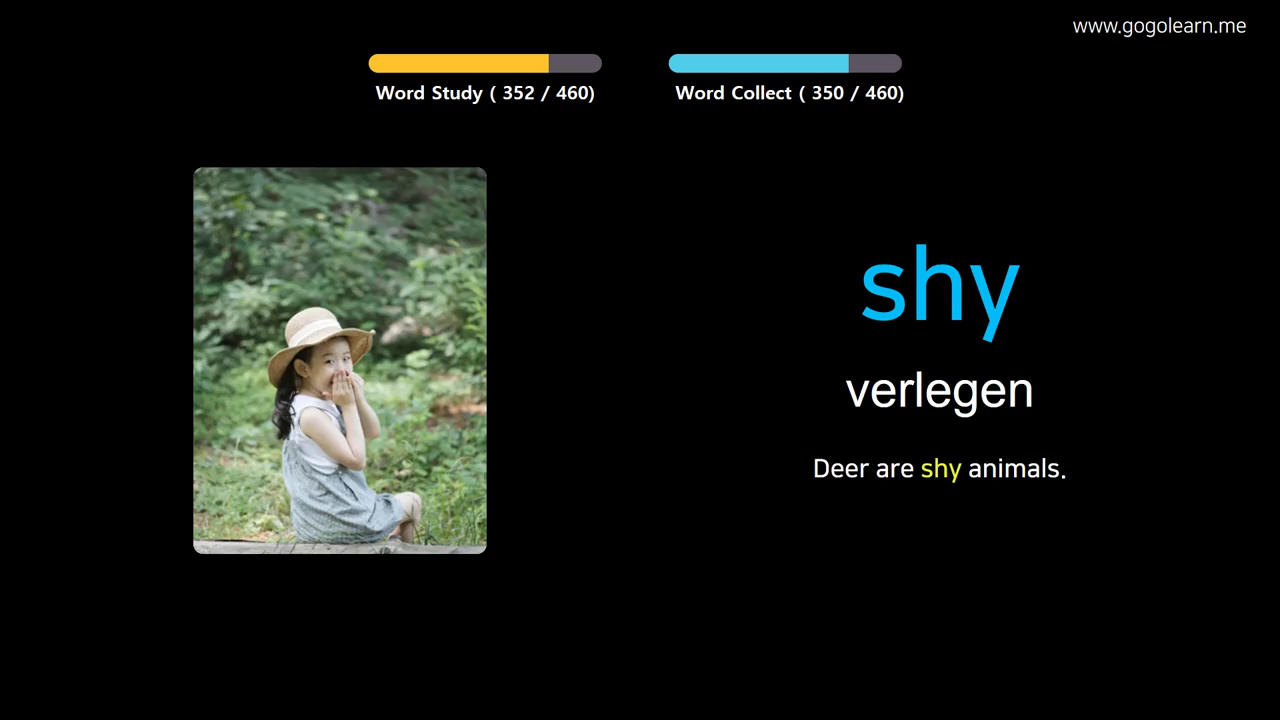 www.gogolearn.me
Word Study ( 352 / 460)
Word Collect ( 350 / 460)
shy
verlegen
Deer are shy animals.